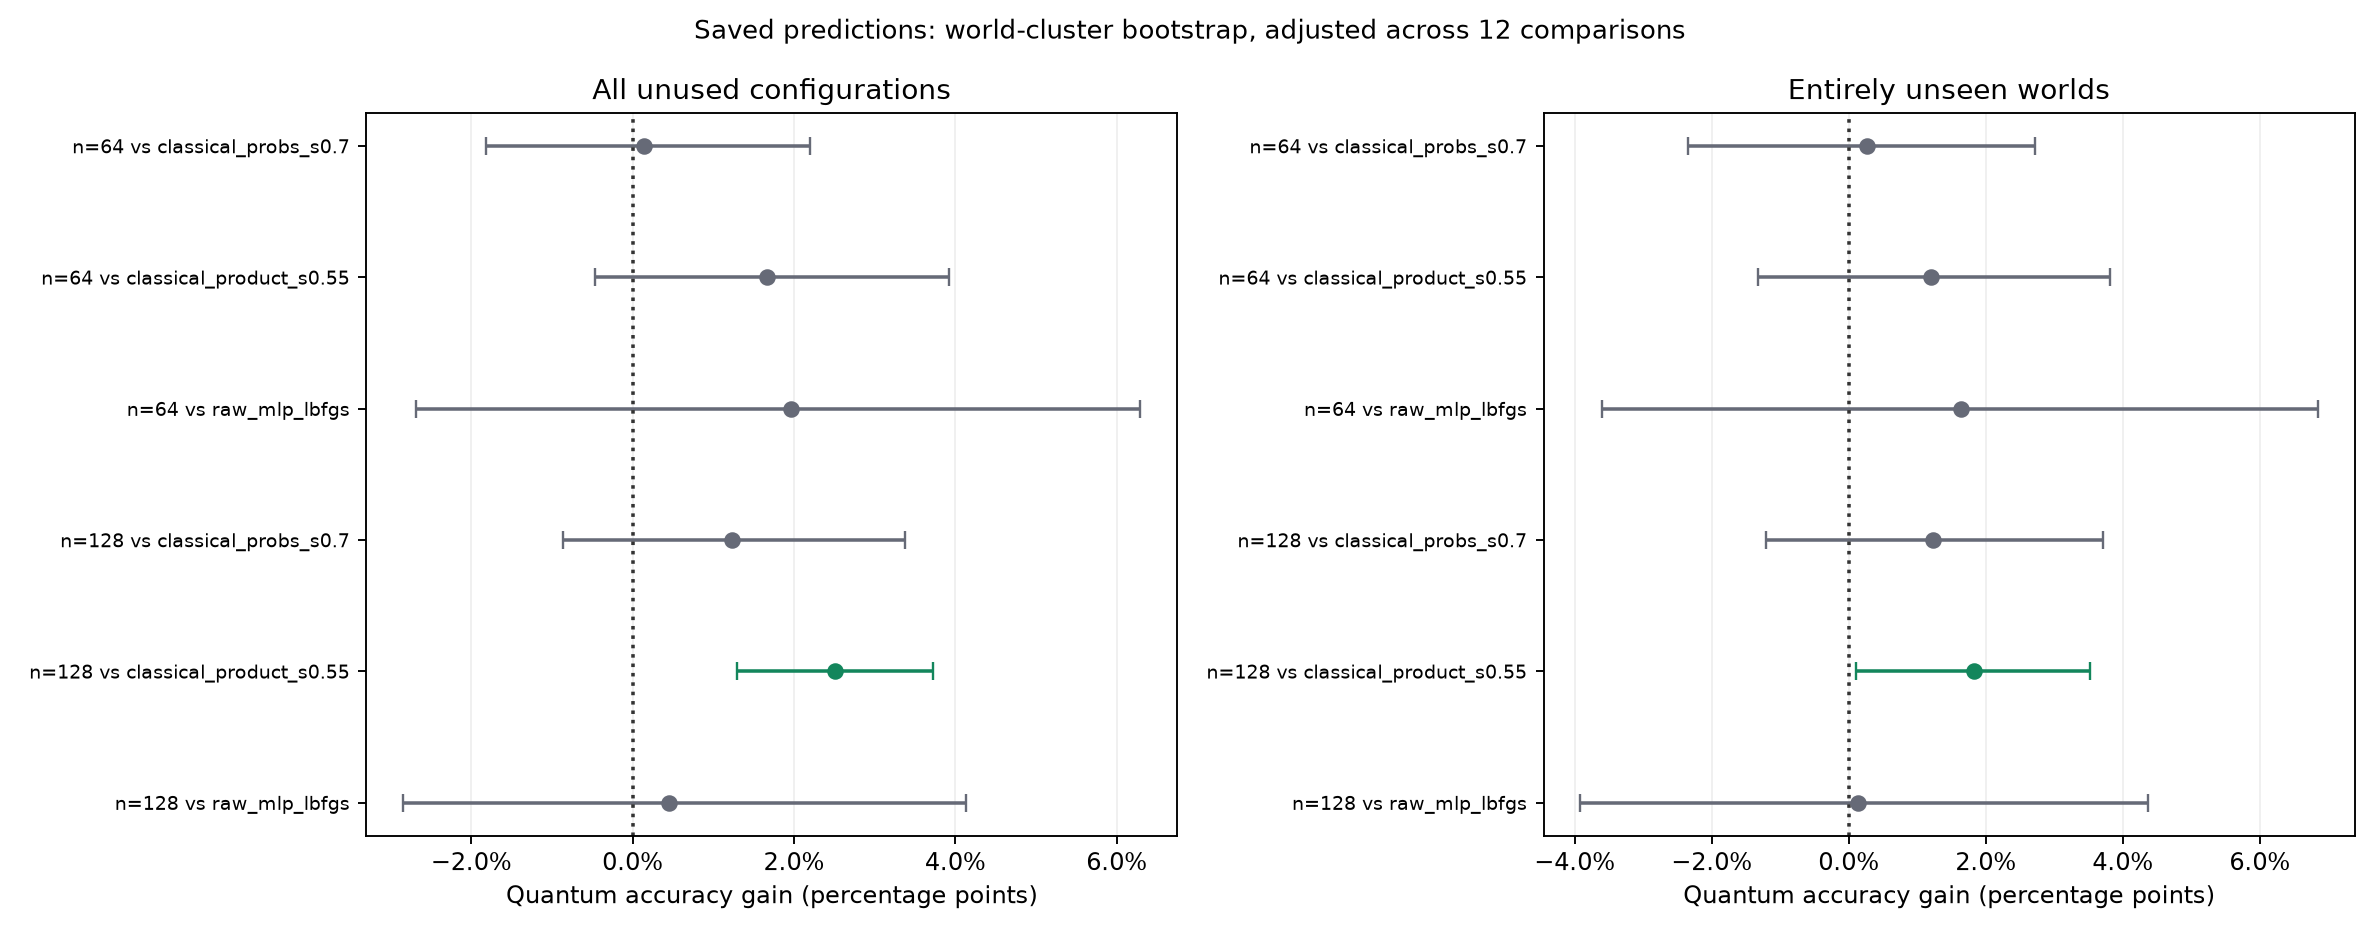 Saved predictions: world-cluster bootstrap, adjusted across 12 comparisons
All unused configurations
n=64 vs classical_probs_s0.7
n=64 vs classical_product_s0.55
n=64 vs raw_mlp_lbfgs
n=128 vs classical_probs_s0.7
n=128 vs classical_product_s0.55
n=128 vs raw_mlp_lbfgs
−2.0% 0.0% 2.0% 4.0% 6.0%
Quantum accuracy gain (percentage points)
Entirely unseen worlds
n=64 vs classical_probs_s0.7
n=64 vs classical_product_s0.55
n=64 vs raw_mlp_lbfgs
n=128 vs classical_probs_s0.7
n=128 vs classical_product_s0.55
n=128 vs raw_mlp_lbfgs
−4.0% −2.0% 0.0% 2.0% 4.0% 6.0%
Quantum accuracy gain (percentage points)